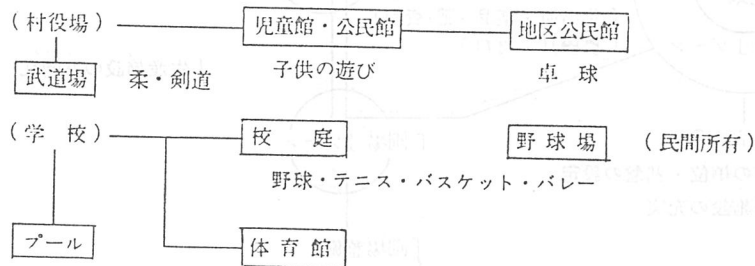 (村役場) 児童館・公民館 地区公民館
武道場 柔・剣道 子供の遊び 卓球
(学校) 校庭 野球場 (民間所有)
野球・テニス・バスケット・バレー
プール 体育館